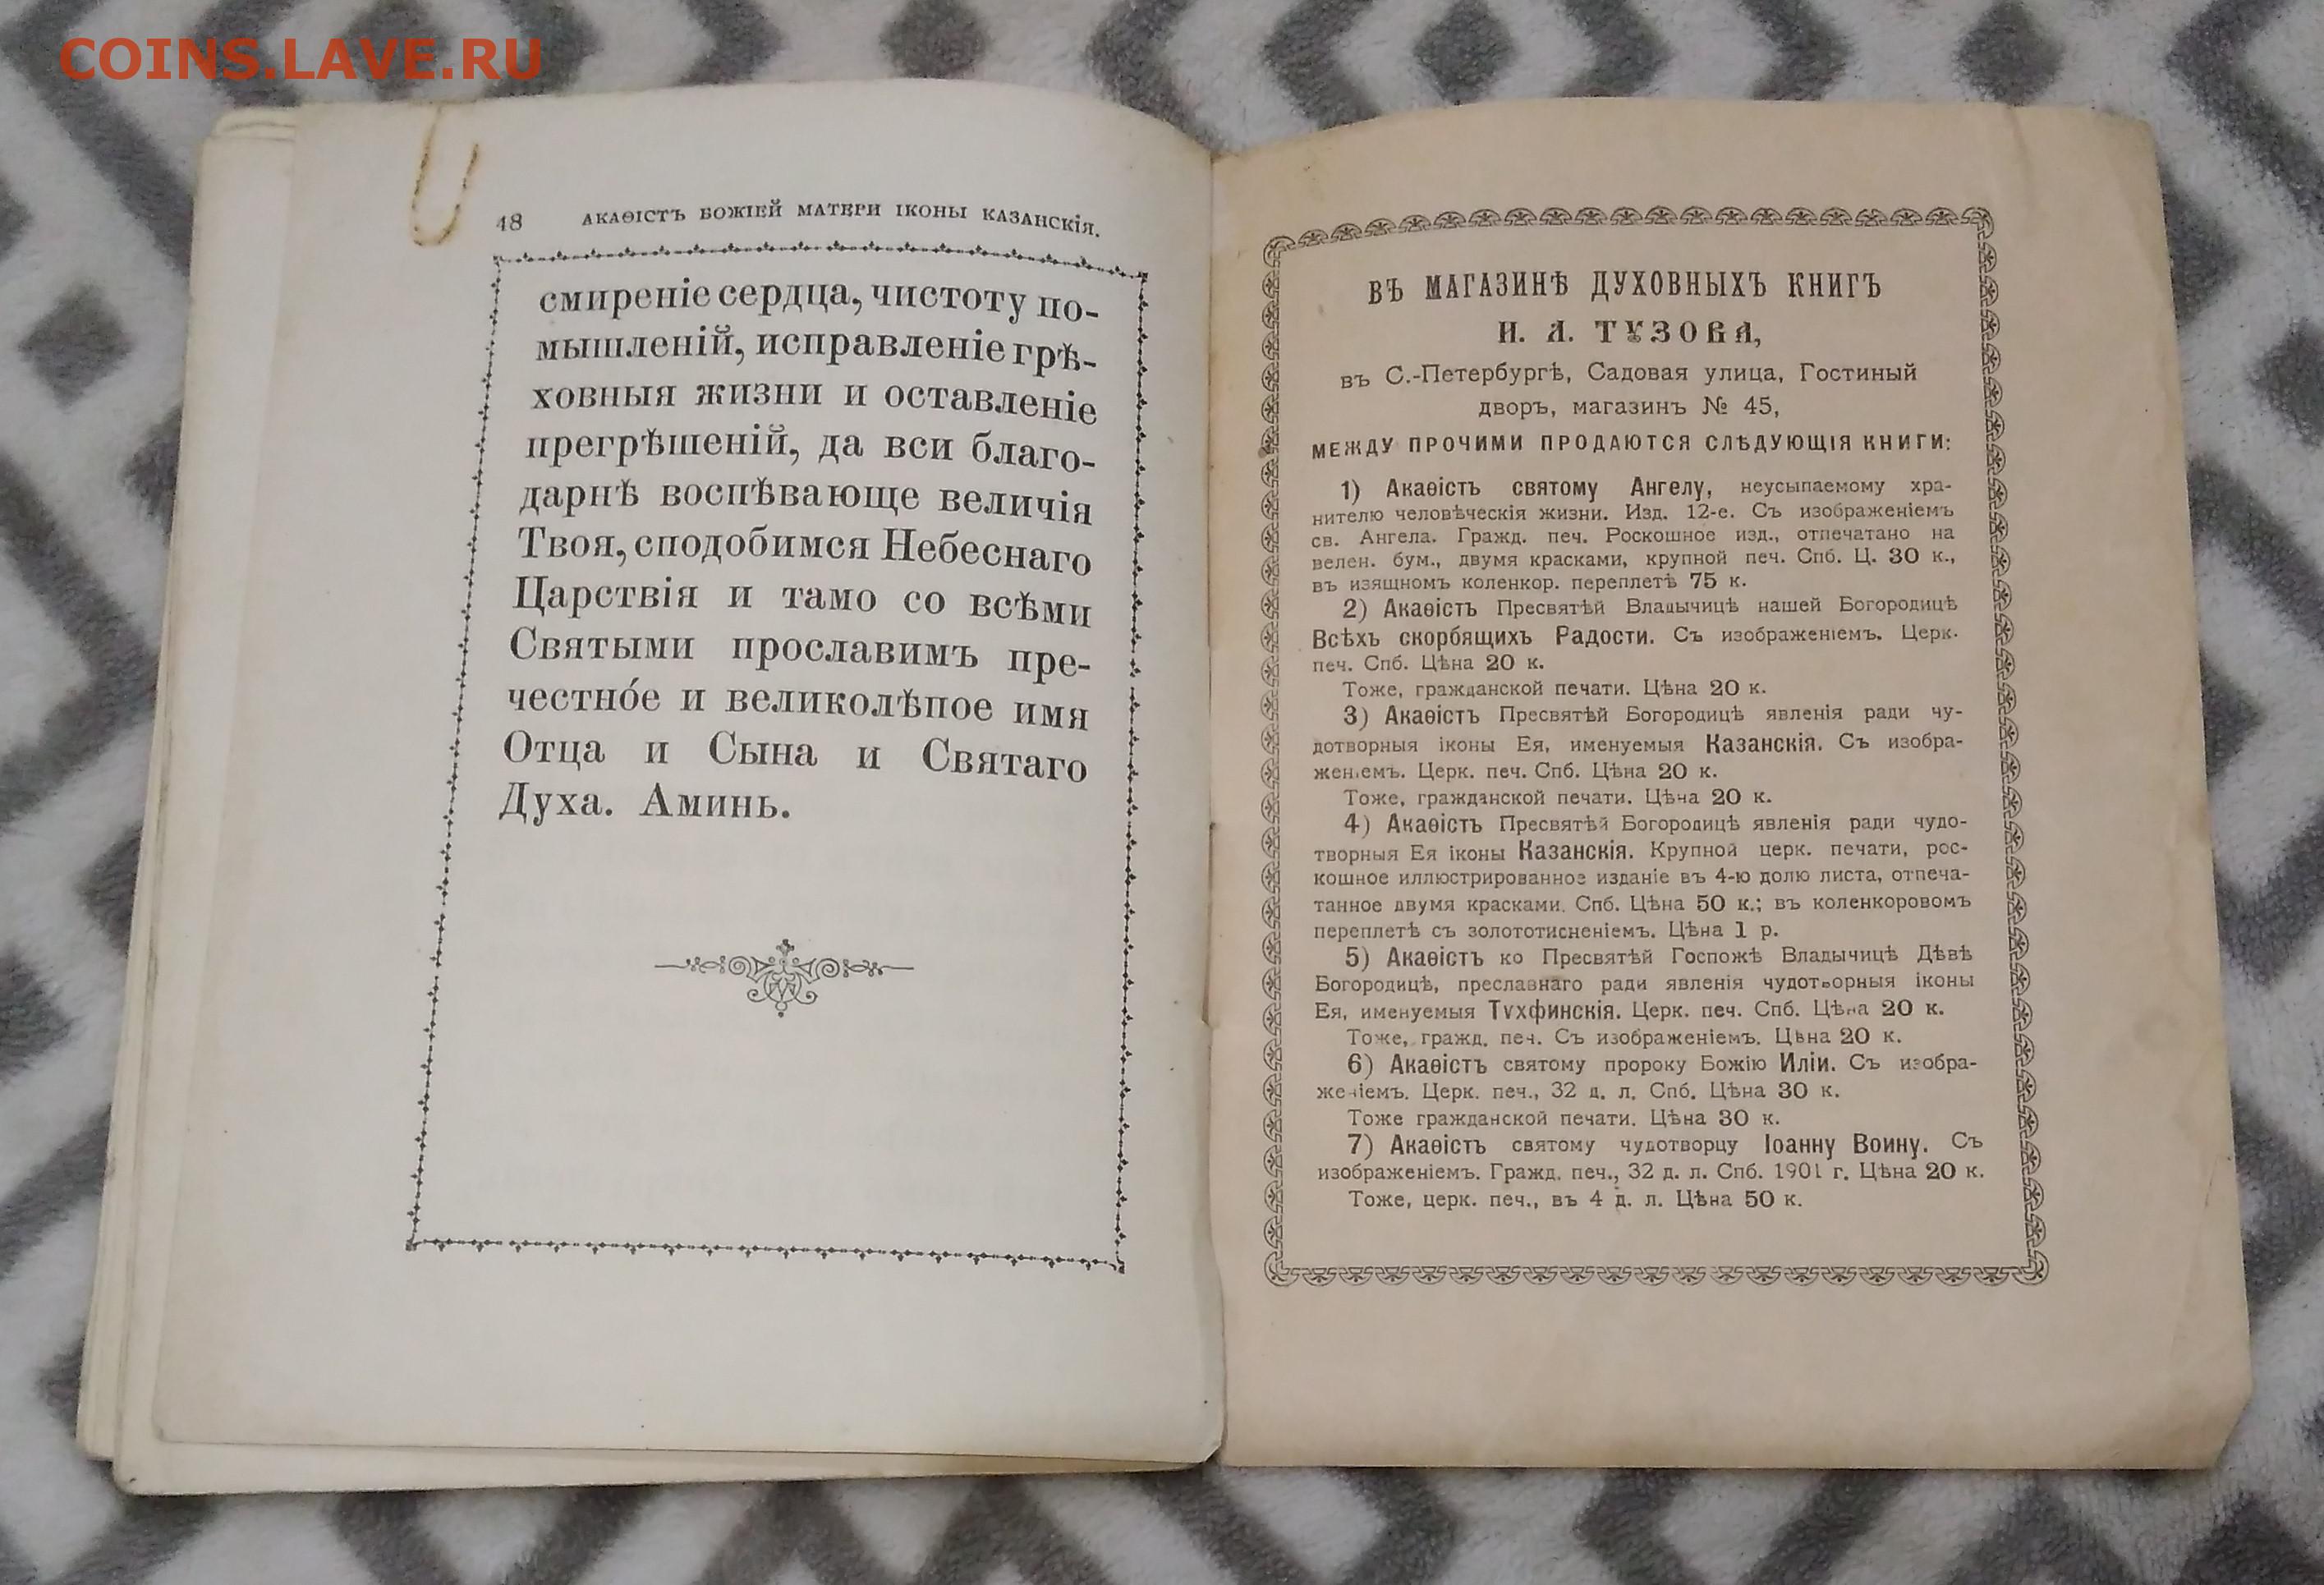 COINS.LAVE.RU
48 АКАѲІСТЪ БОЖІЕЙ МАТЕРИ ІКОНЫ КАЗАНСКІЯ.
смиреніе сердца, чистоту по-
мышленій, исправленіе грѣ-
ховныя жизни и оставленіе
прегрѣшеній, да вси благо-
дарнѣ воспѣвающе величія
Твоя, сподобимся Небеснаго
Царствія и тамо со всѣми
Святыми прославимъ пре-
честно́е и великолѣпое имя
Отца и Сына и Святаго
Духа. Аминь.
ВЪ МАГАЗИНѢ ДУХОВНЫХЪ КНИГЪ
И. Л. ТУЗОВА,
въ С.-Петербургѣ, Садовая улица, Гостиный
дворъ, магазинъ № 45,
МЕЖДУ ПРОЧИМИ ПРОДАЮТСЯ СЛѢДУЮЩІЯ КНИГИ:
1) Акаѳістъ святому Ангелу, неусыпаемому хра-
нителю человѣческія жизни. Изд. 12-е. Съ изображеніемъ
св. Ангела. Гражд. печ. Роскошное изд., отпечатано на
велен. бум., двумя красками, крупной печ. Спб. Ц. 30 к.,
въ изящномъ коленкор. переплетѣ 75 к.
2) Акаѳістъ Пресвятѣй Владычицѣ нашей Богородицѣ
Всѣхъ скорбящихъ Радости. Съ изображеніемъ. Церк.
печ. Спб. Цѣна 20 к.
Тоже, гражданской печати. Цѣна 20 к.
3) Акаѳістъ Пресвятѣй Богородицѣ явленія ради чу-
дотворныя іконы Ея, именуемыя Казанскія. Съ изобра-
женіемъ. Церк. печ. Спб. Цѣна 20 к.
Тоже, гражданской печати. Цѣна 20 к.
4) Акаѳістъ Пресвятѣй Богородицѣ явленія ради чудо-
творныя Ея іконы Казанскія. Крупной церк. печати, рос-
кошное иллюстрированное изданіе въ 4-ю долю листа, отпеча-
танное двумя красками. Спб. Цѣна 50 к.; въ коленкоровомъ
переплетѣ съ золототисненіемъ. Цѣна 1 р.
5) Акаѳістъ ко Пресвятѣй Госпожѣ Владычицѣ Дѣвѣ
Богородицѣ, преславнаго ради явленія чудотворныя іконы
Ея, именуемыя Тѵхфинскія. Церк. печ. Спб. Цѣна 20 к.
Тоже, гражд. печ. Съ изображеніемъ. Цѣна 20 к.
6) Акаѳістъ святому пророку Божію Иліи. Съ изобра-
женіемъ. Церк. печ., 32 д. л. Спб. Цѣна 30 к.
Тоже гражданской печати. Цѣна 30 к.
7) Акаѳістъ святому чудотворцу Іоанну Воину. Съ
изображеніемъ. Гражд. печ., 32 д. л. Спб. 1901 г. Цѣна 20 к.
Тоже, церк. печ., въ 4 д. л. Цѣна 50 к.